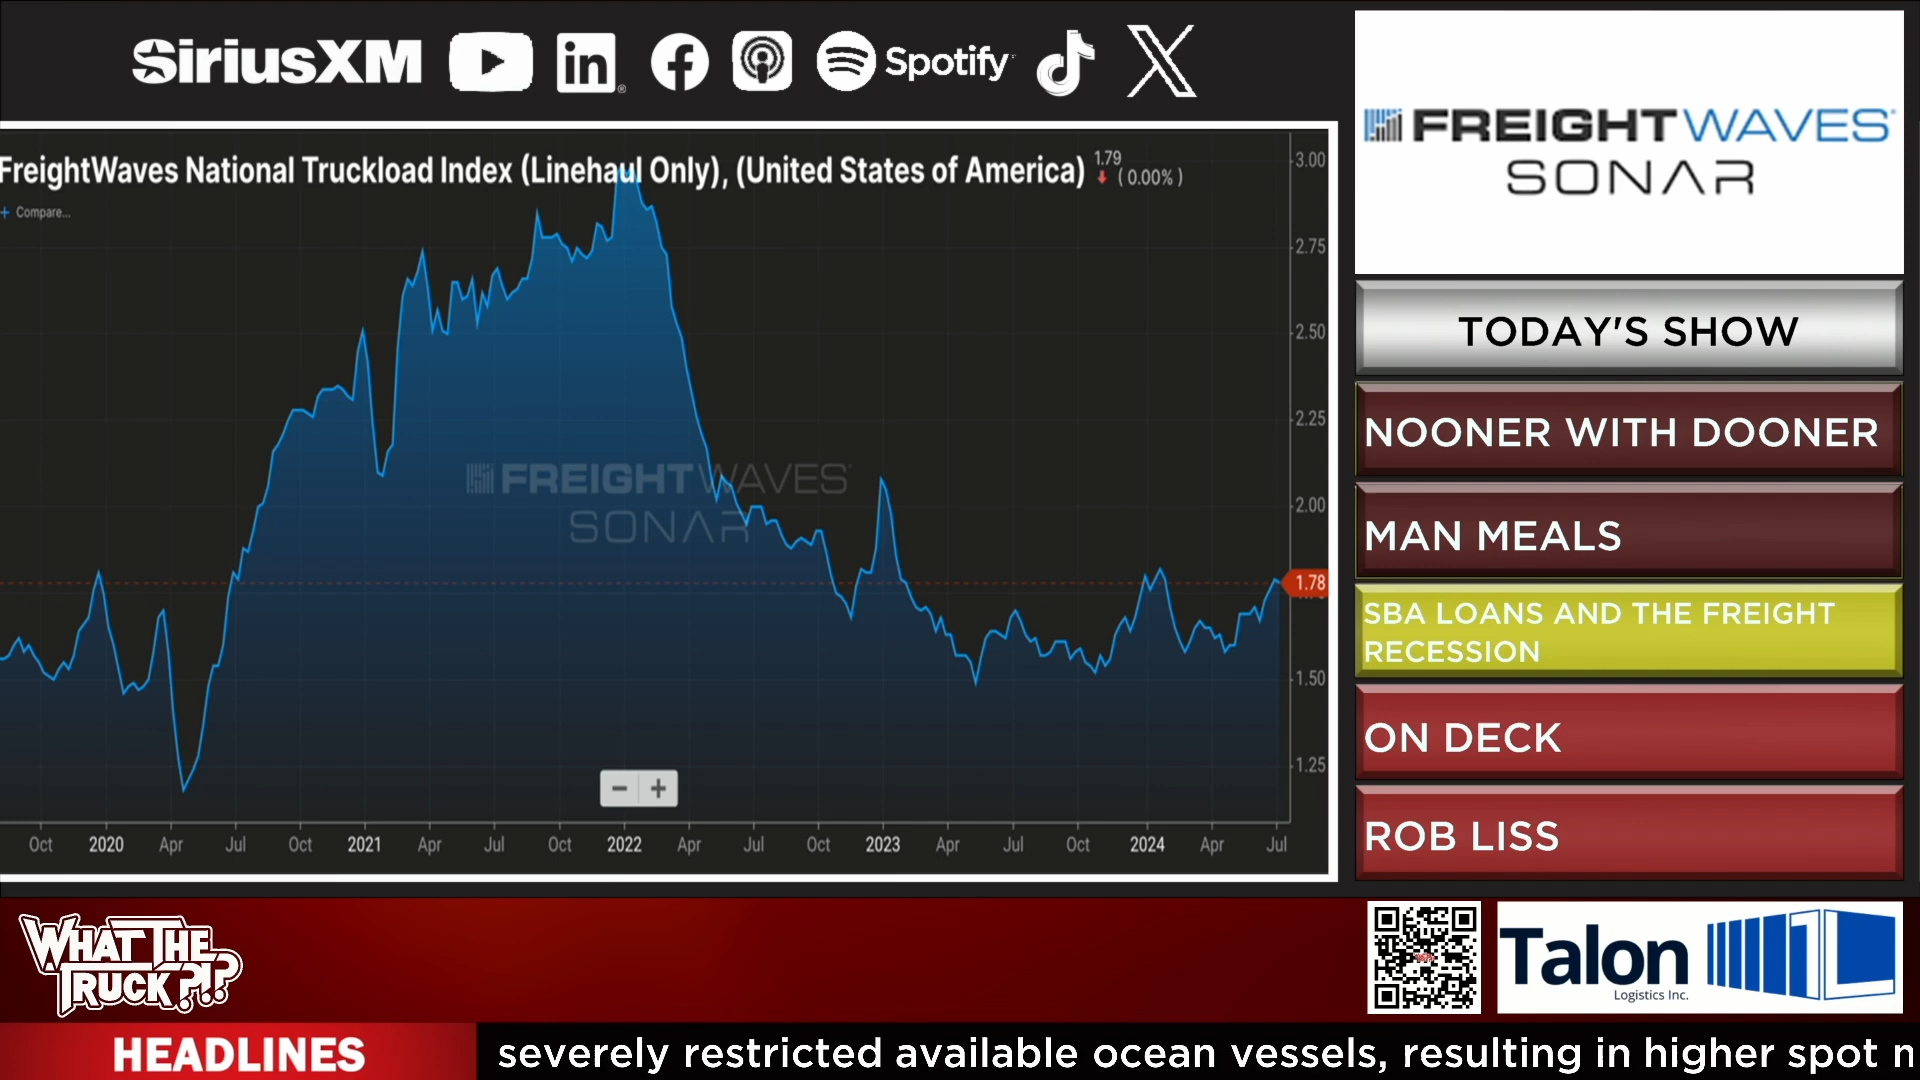 SiriusXM
in
Spotify
FreightWaves National Truckload Index (Linehaul Only), (United States of America) 1.79
( 0.00% )
+ Compare...
3.00
2.75
2.50
2.25
2.00
1.78
1.50
1.25
FREIGHTWAVES
SONAR
− +
Oct 2020 Apr Jul Oct 2021 Apr Jul Oct 2022 Apr Jul Oct 2023 Apr Jul Oct 2024 Apr Jul
FREIGHTWAVES
SONAR
TODAY'S SHOW
NOONER WITH DOONER
MAN MEALS
SBA LOANS AND THE FREIGHT
RECESSION
ON DECK
ROB LISS
WHAT THE
TRUCK?!?
Talon
Logistics Inc.
HEADLINES
severely restricted available ocean vessels, resulting in higher spot